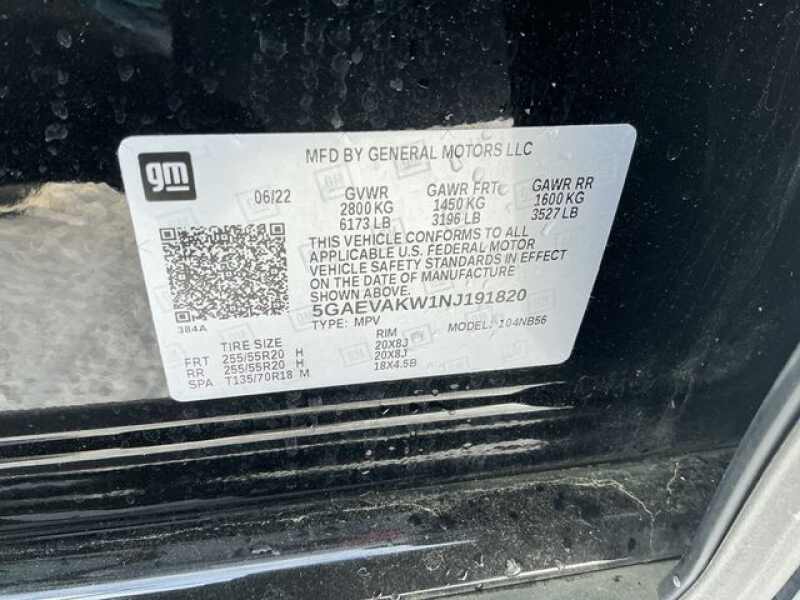 gm
MFD BY GENERAL MOTORS LLC
06/22 GVWR GAWR FRT GAWR RR
2800 KG 1450 KG 1600 KG
6173 LB 3196 LB 3527 LB
THIS VEHICLE CONFORMS TO ALL
APPLICABLE U.S. FEDERAL MOTOR
VEHICLE SAFETY STANDARDS IN EFFECT
ON THE DATE OF MANUFACTURE
SHOWN ABOVE.
5GAEVAKW1NJ191820
384A
TYPE: MPV MODEL: 104NB56
TIRE SIZE RIM
FRT 255/55R20 H 20X8J
RR 255/55R20 H 20X8J
SPA T135/70R18 M 18X4.5B